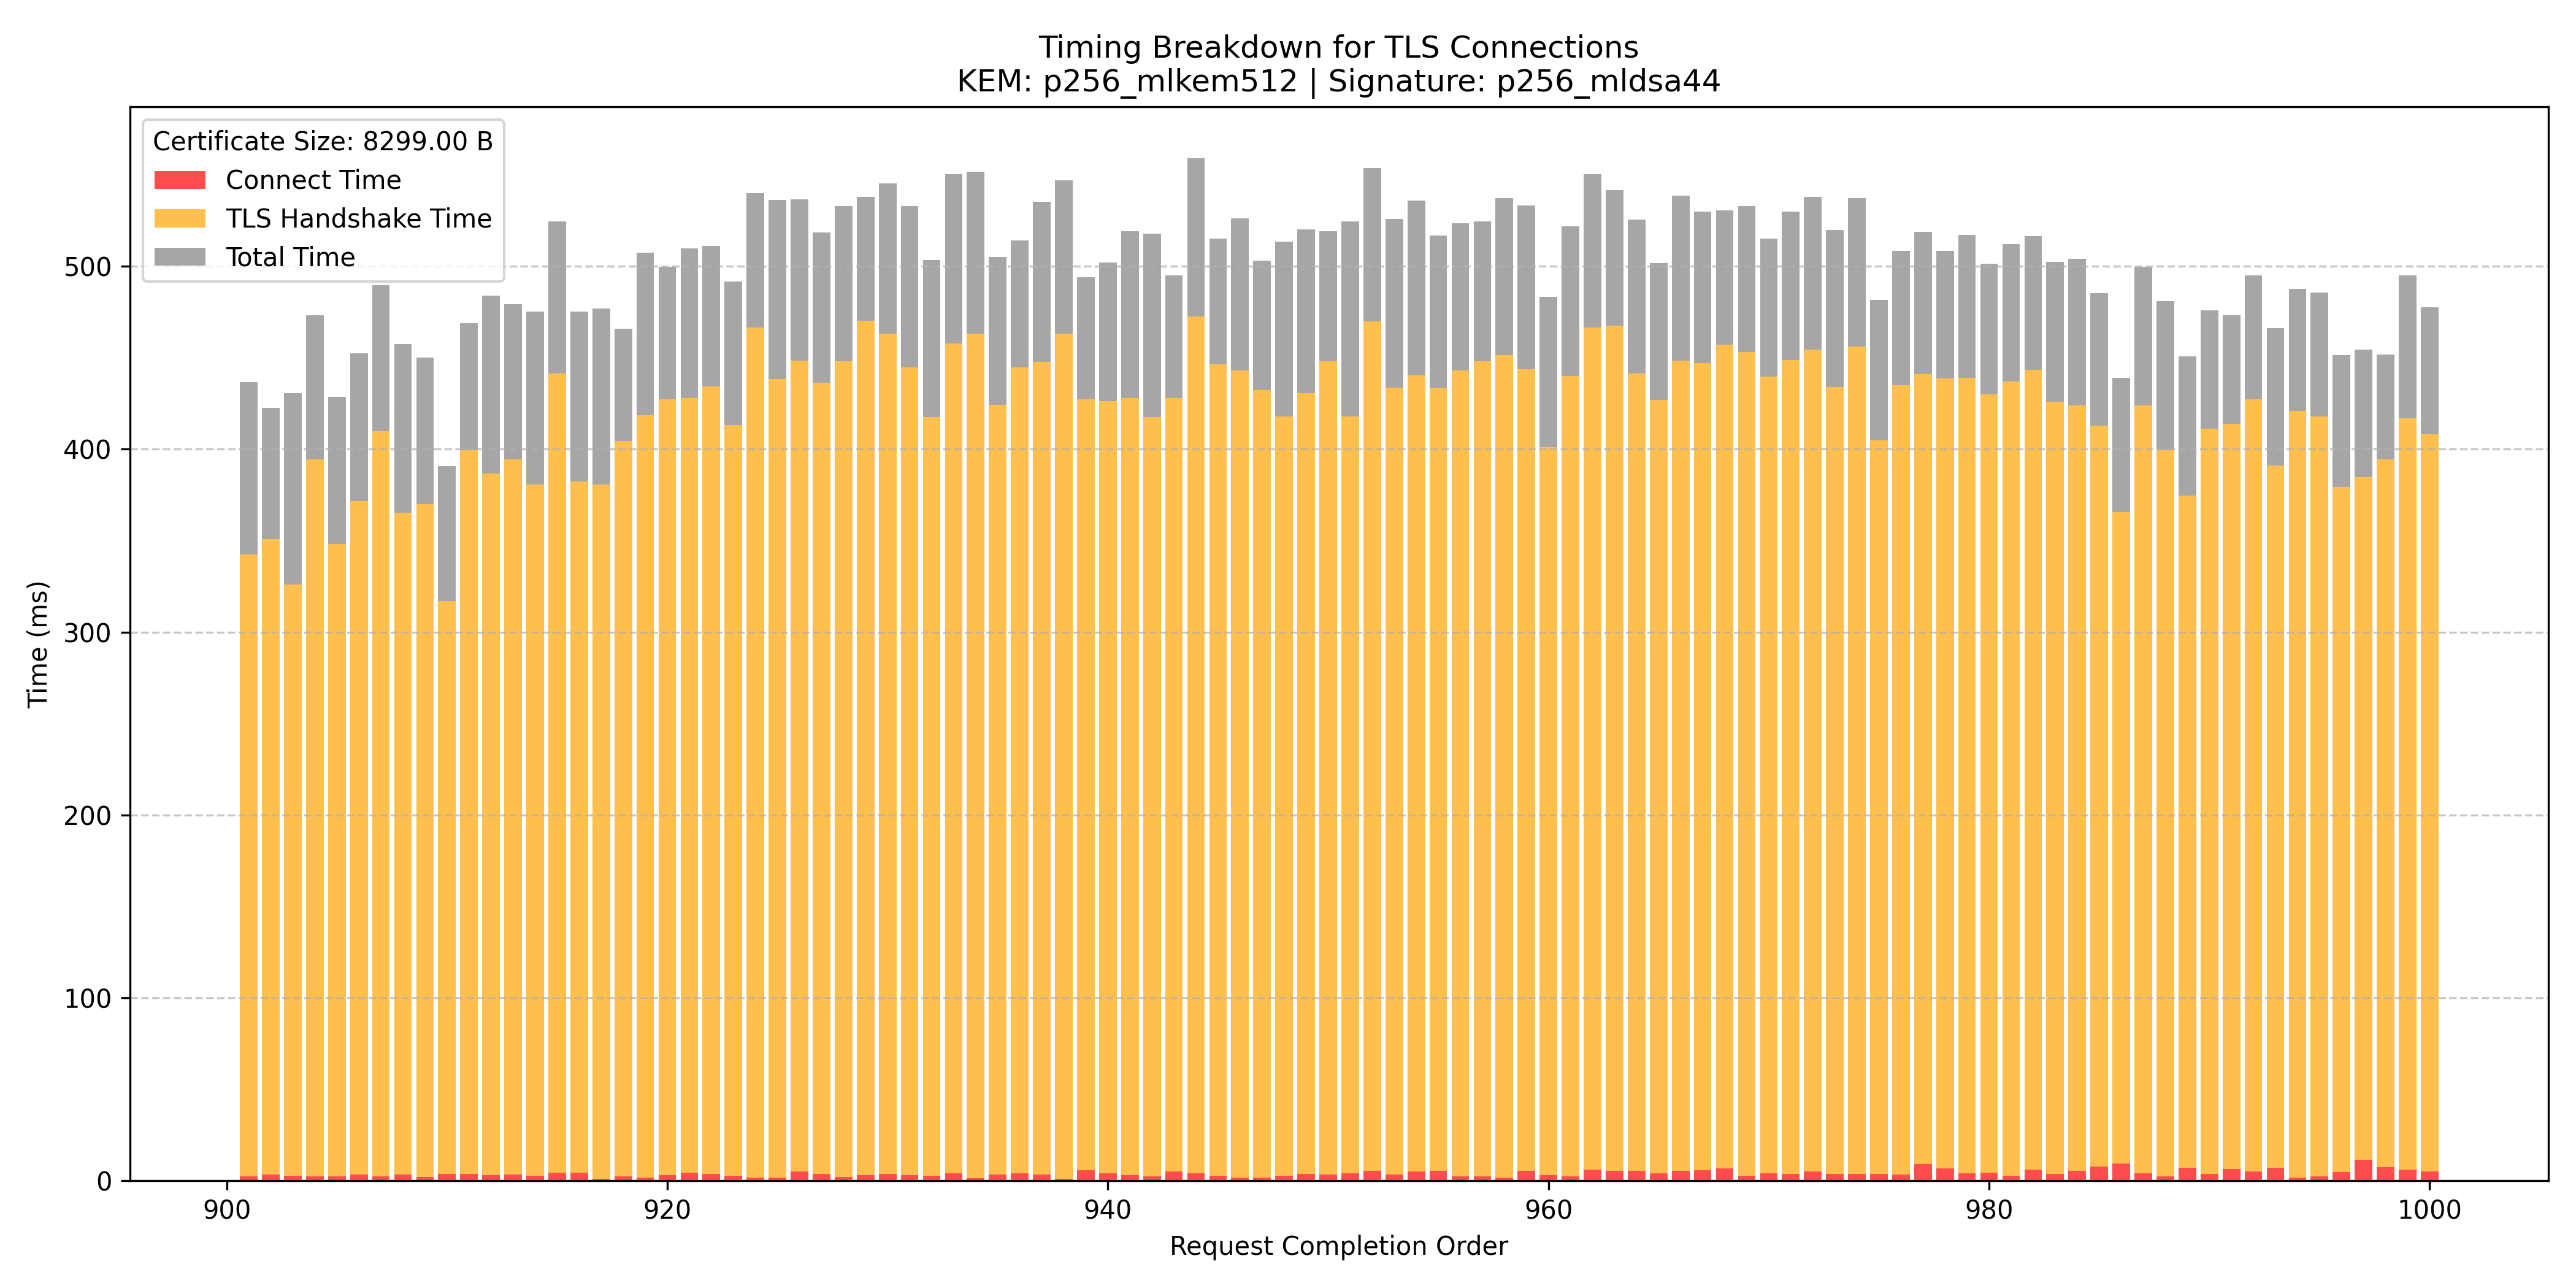 Timing Breakdown for TLS Connections
KEM: p256_mlkem512 | Signature: p256_mldsa44
Certificate Size: 8299.00 B
Connect Time
TLS Handshake Time
Total Time
Time (ms)
500
400
300
200
100
0
900
920
940
960
980
1000
Request Completion Order